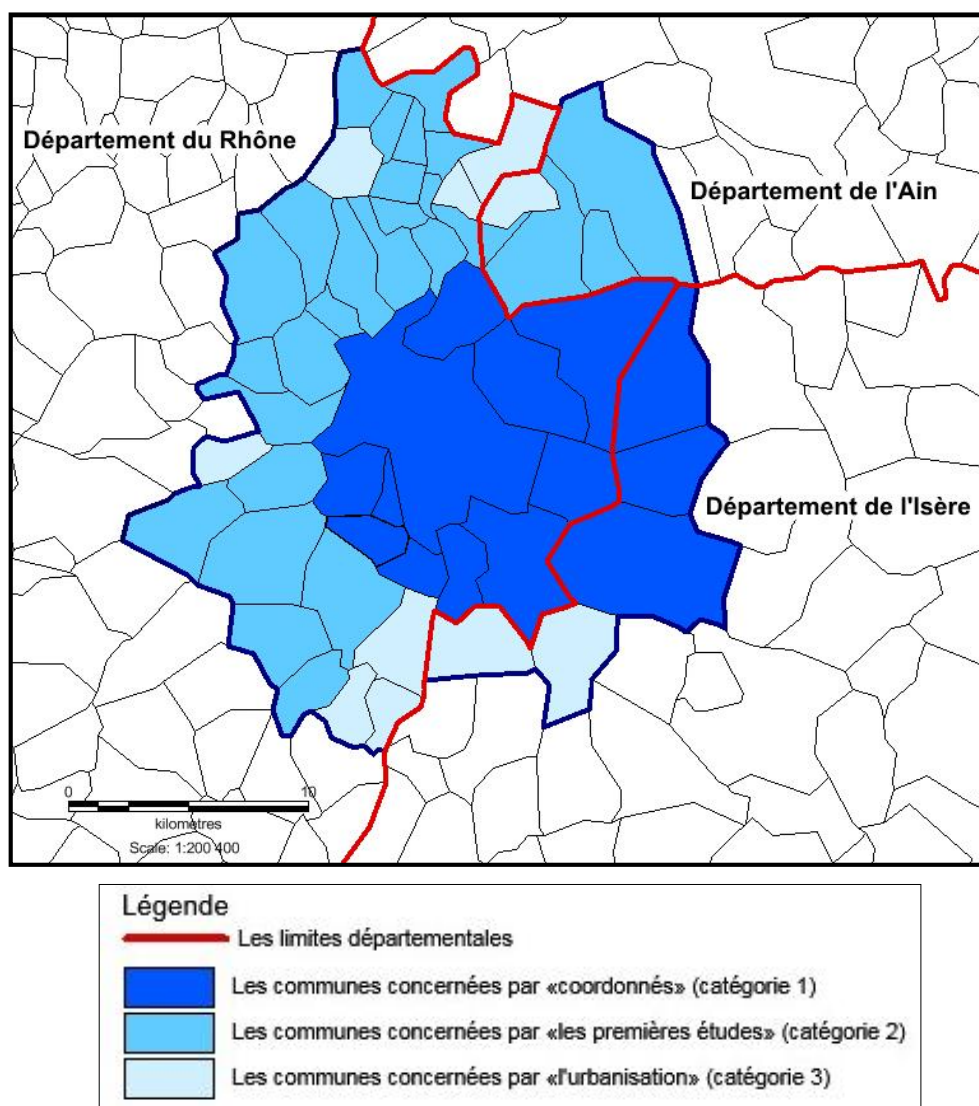 Département du Rhône
Département de l'Ain
Département de l'Isère
0 10
kilometres
Scale: 1:200 400
Légende
Les limites départementales
Les communes concernées par «coordonnés» (catégorie 1)
Les communes concernées par «les premières études» (catégorie 2)
Les communes concernées par «l'urbanisation» (catégorie 3)